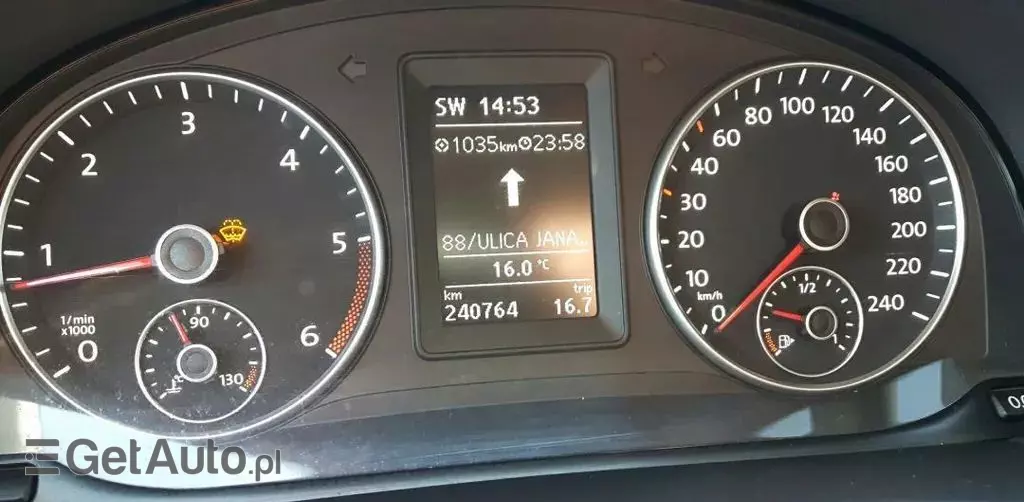 SW 14:53
1035km 23:58
88/ULICA JANA..
16.0 °C
km trip
240764 16.7
0 1 2 3 4 5 6
1/min
x1000
90
130
0 10 20 30 40 60 80 100 120 140 160 180 200 220 240
km/h
1/2
1
GetAuto.pl